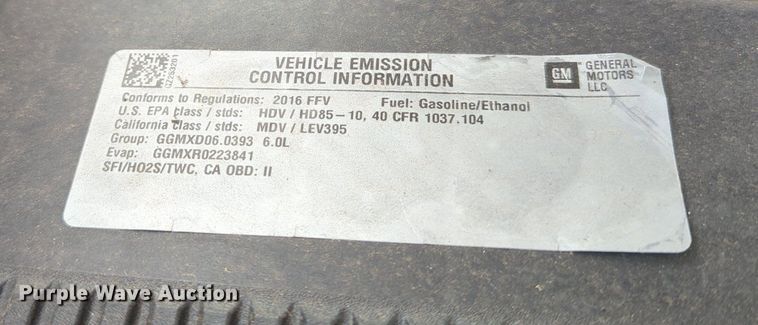 VEHICLE EMISSION
CONTROL INFORMATION
GM GENERAL
MOTORS
LLC
Conforms to Regulations: 2016 FFV Fuel: Gasoline/Ethanol
U.S. EPA class / stds: HDV / HD85-10, 40 CFR 1037.104
California class / stds: MDV / LEV395
Group: GGMXD06.0393 6.0L
Evap: GGMXR0223841
SFI/HO2S/TWC, CA OBD: II
Purple Wave Auction